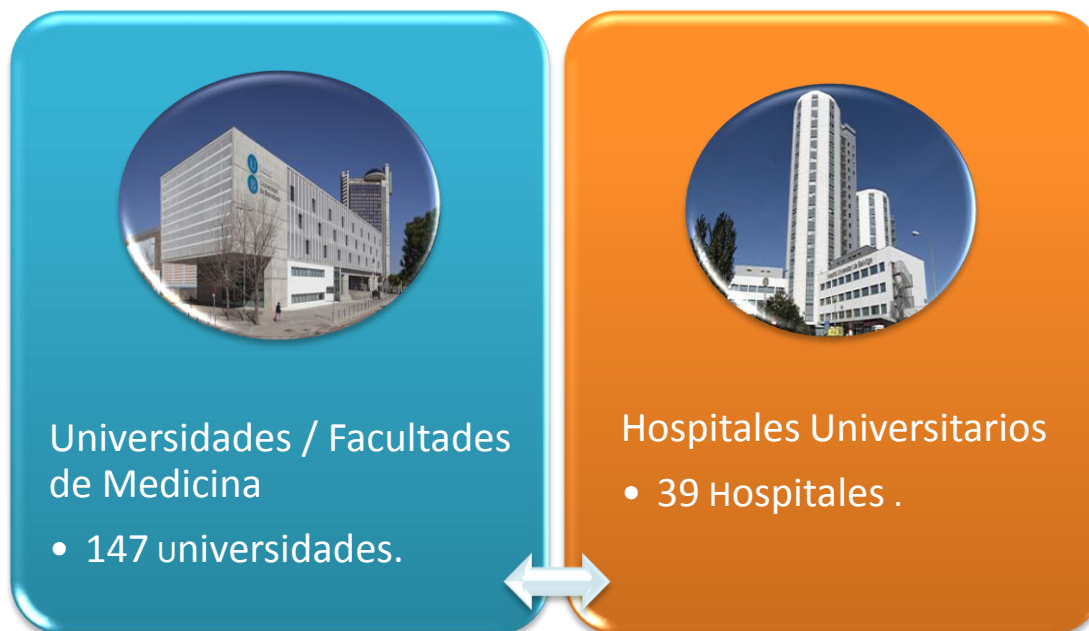 Universidades / Facultades
de Medicina
• 147 universidades.
Hospitales Universitarios
• 39 Hospitales .